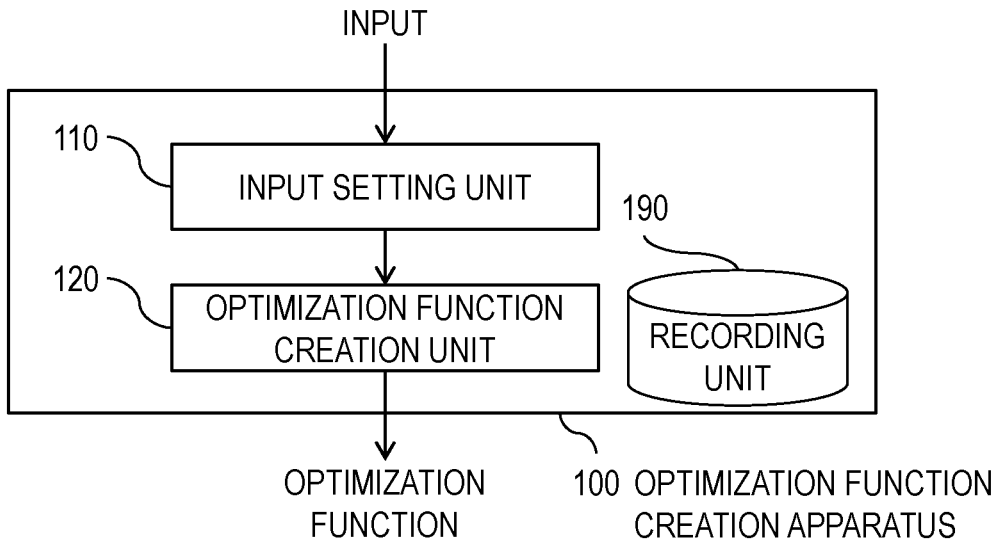 INPUT
110
INPUT SETTING UNIT
190
120
OPTIMIZATION FUNCTION
CREATION UNIT
RECORDING
UNIT
OPTIMIZATION
FUNCTION
100 OPTIMIZATION FUNCTION
CREATION APPARATUS